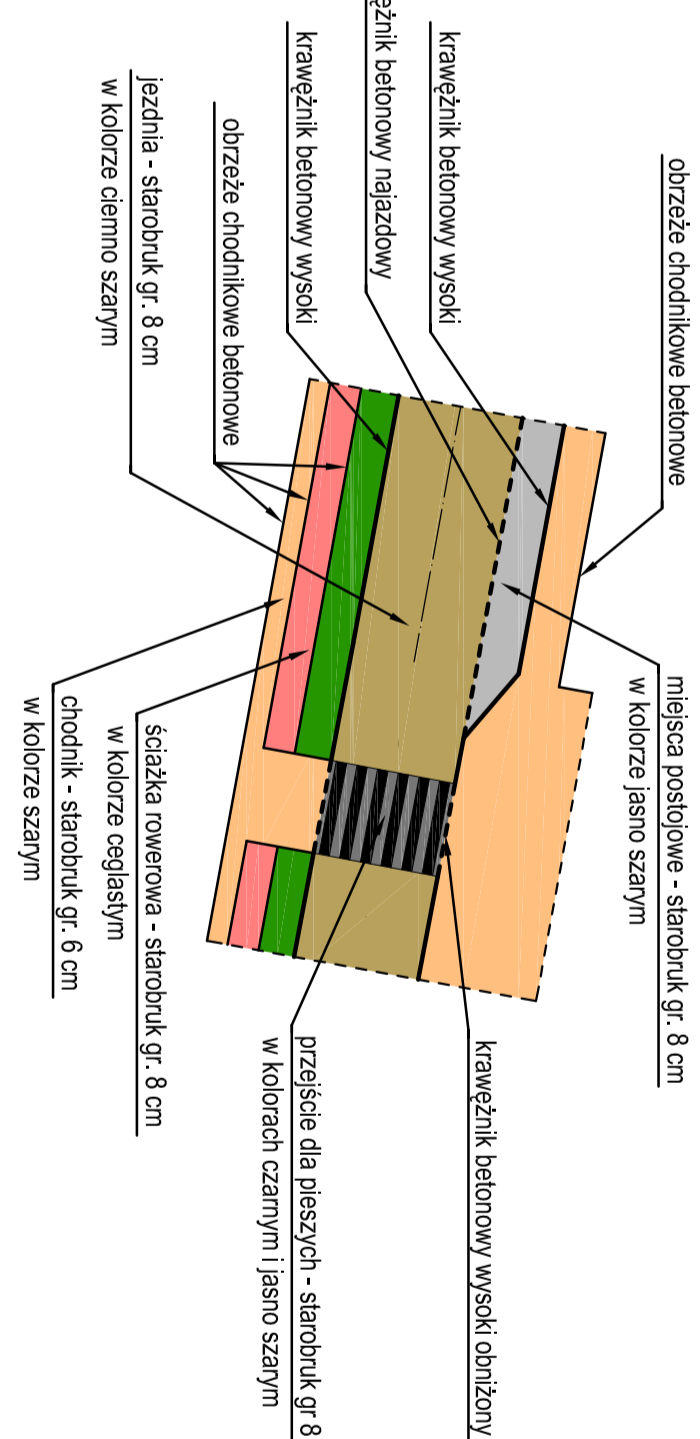 obrzeże chodnikowe betonowe
krawężnik betonowy wysoki
betonowy najazdowy
krawężnik betonowy wysoki
obrzeże chodnikowe betonowe
jezdnia - starobruk gr. 8 cm
w kolorze ciemno szarym
miejsca postojowe - starobruk gr. 8 cm
w kolorze jasno szarym
krawężnik betonowy wysoki obniżony
przejście dla pieszych - starobruk gr 8
w kolorach czarnym i jasno szarym
ściażka rowerowa - starobruk gr. 8 cm
w kolorze ceglastym
chodnik - starobruk gr. 6 cm
w kolorze szarym